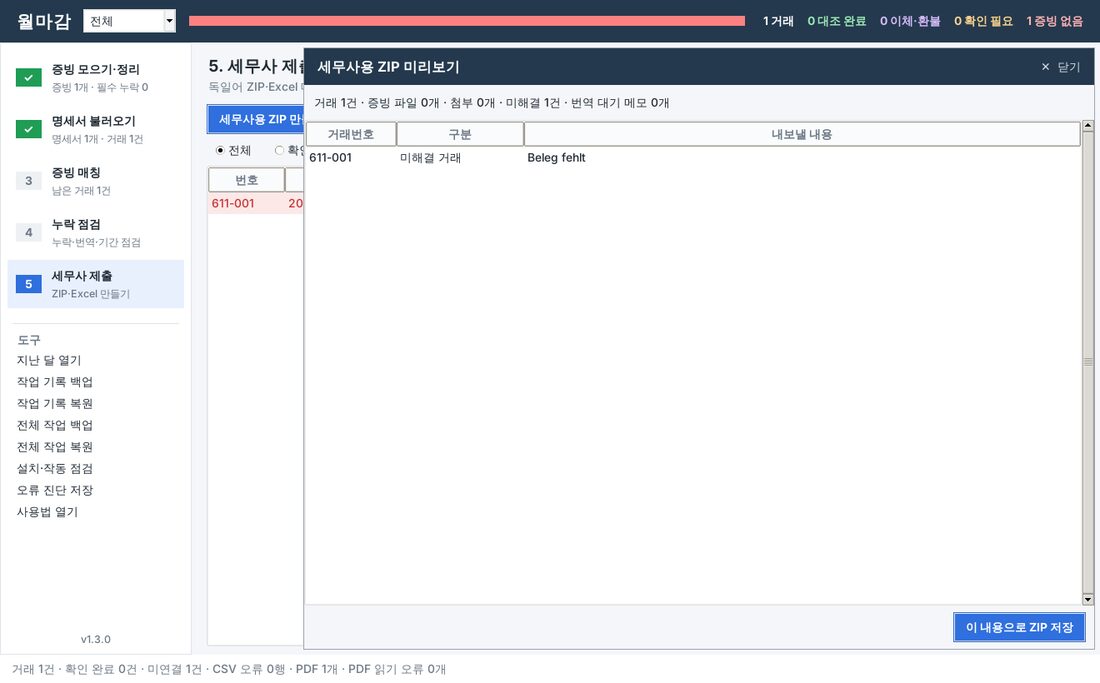 월마감 전체 1 거래 0 대조 완료 0 이체·환불 0 확인 필요 1 증빙 없음
증빙 모으기·정리
증빙 1개 · 필수 누락 0
명세서 불러오기
명세서 1개 · 거래 1건
3 증빙 매칭
남은 거래 1건
4 누락 점검
누락·번역·기간 점검
5 세무사 제출
ZIP·Excel 만들기
도구
지난 달 열기
작업 기록 백업
작업 기록 복원
전체 작업 백업
전체 작업 복원
설치·작동 점검
오류 진단 저장
사용법 열기
v1.3.0
5. 세무사 제
독일어 ZIP·Excel
세무사용 ZIP 만
전체 확인
번호
611-001 20
세무사용 ZIP 미리보기 × 닫기
거래 1건 · 증빙 파일 0개 · 첨부 0개 · 미해결 1건 · 번역 대기 메모 0개
거래번호 구분 내보낼 내용
611-001 미해결 거래 Beleg fehlt
이 내용으로 ZIP 저장
거래 1건 · 확인 완료 0건 · 미연결 1건 · CSV 오류 0행 · PDF 1개 · PDF 읽기 오류 0개